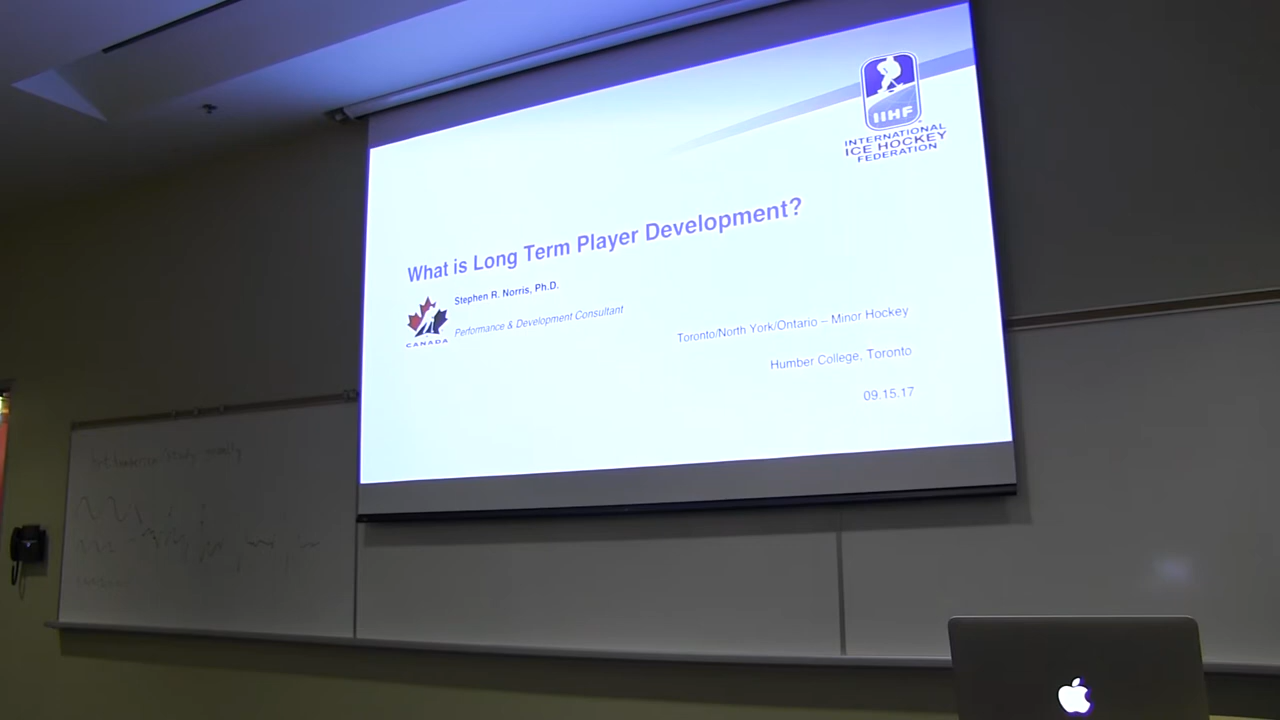 IIHF
INTERNATIONAL
ICE HOCKEY
FEDERATION
What is Long Term Player Development?
Stephen R. Norris, Ph.D.
Performance & Development Consultant
CANADA
Toronto/North York/Ontario – Minor Hockey
Humber College, Toronto
09.15.17